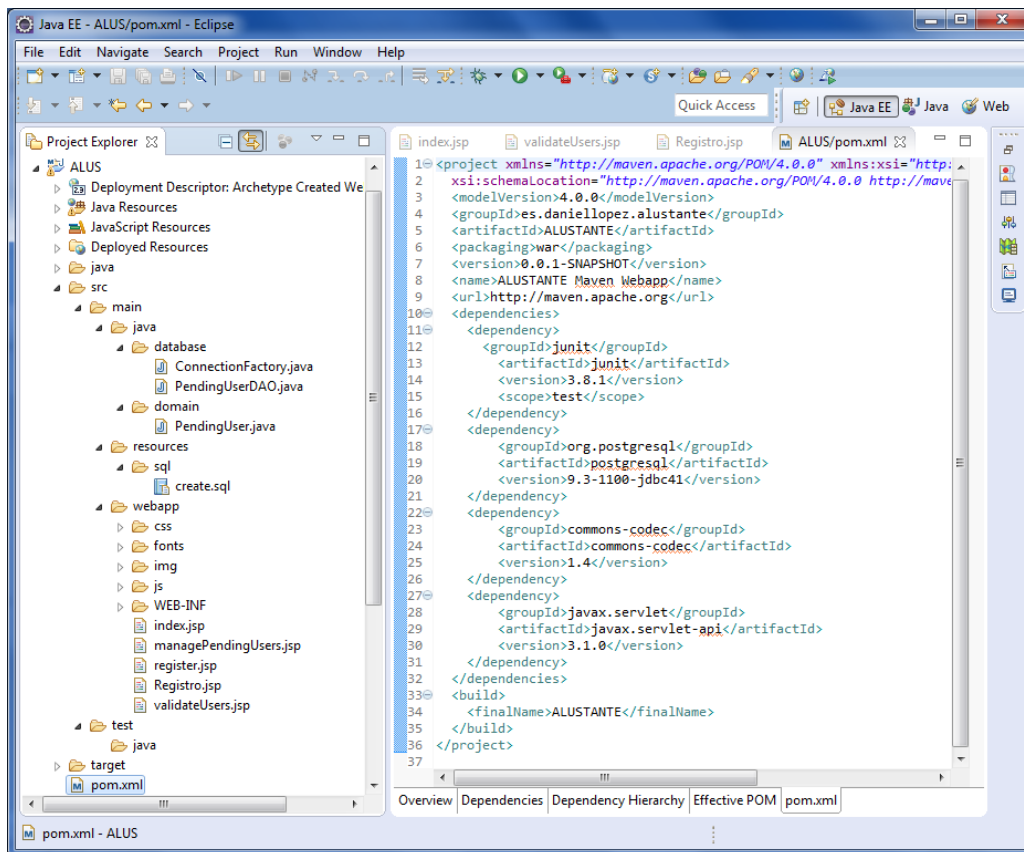 Java EE - ALUS/pom.xml - Eclipse
File Edit Navigate Search Project Run Window Help
Quick Access
Java EE
Java
Web
Project Explorer
ALUS
Deployment Descriptor: Archetype Created We
Java Resources
JavaScript Resources
Deployed Resources
java
src
main
java
database
ConnectionFactory.java
PendingUserDAO.java
domain
PendingUser.java
resources
sql
create.sql
webapp
css
fonts
img
js
WEB-INF
index.jsp
managePendingUsers.jsp
register.jsp
Registro.jsp
validateUsers.jsp
test
java
target
pom.xml
index.jsp validateUsers.jsp Registro.jsp ALUS/pom.xml
1 <project xmlns="http://maven.apache.org/POM/4.0.0" xmlns:xsi="http:
2 xsi:schemaLocation="http://maven.apache.org/POM/4.0.0 http://mave
3 <modelVersion>4.0.0</modelVersion>
4 <groupId>es.daniellopez.alustante</groupId>
5 <artifactId>ALUSTANTE</artifactId>
6 <packaging>war</packaging>
7 <version>0.0.1-SNAPSHOT</version>
8 <name>ALUSTANTE Maven Webapp</name>
9 <url>http://maven.apache.org</url>
10 <dependencies>
11 <dependency>
12 <groupId>junit</groupId>
13 <artifactId>junit</artifactId>
14 <version>3.8.1</version>
15 <scope>test</scope>
16 </dependency>
17 <dependency>
18 <groupId>org.postgresql</groupId>
19 <artifactId>postgresql</artifactId>
20 <version>9.3-1100-jdbc41</version>
21 </dependency>
22 <dependency>
23 <groupId>commons-codec</groupId>
24 <artifactId>commons-codec</artifactId>
25 <version>1.4</version>
26 </dependency>
27 <dependency>
28 <groupId>javax.servlet</groupId>
29 <artifactId>javax.servlet-api</artifactId>
30 <version>3.1.0</version>
31 </dependency>
32 </dependencies>
33 <build>
34 <finalName>ALUSTANTE</finalName>
35 </build>
36 </project>
37
Overview Dependencies Dependency Hierarchy Effective POM pom.xml
pom.xml - ALUS